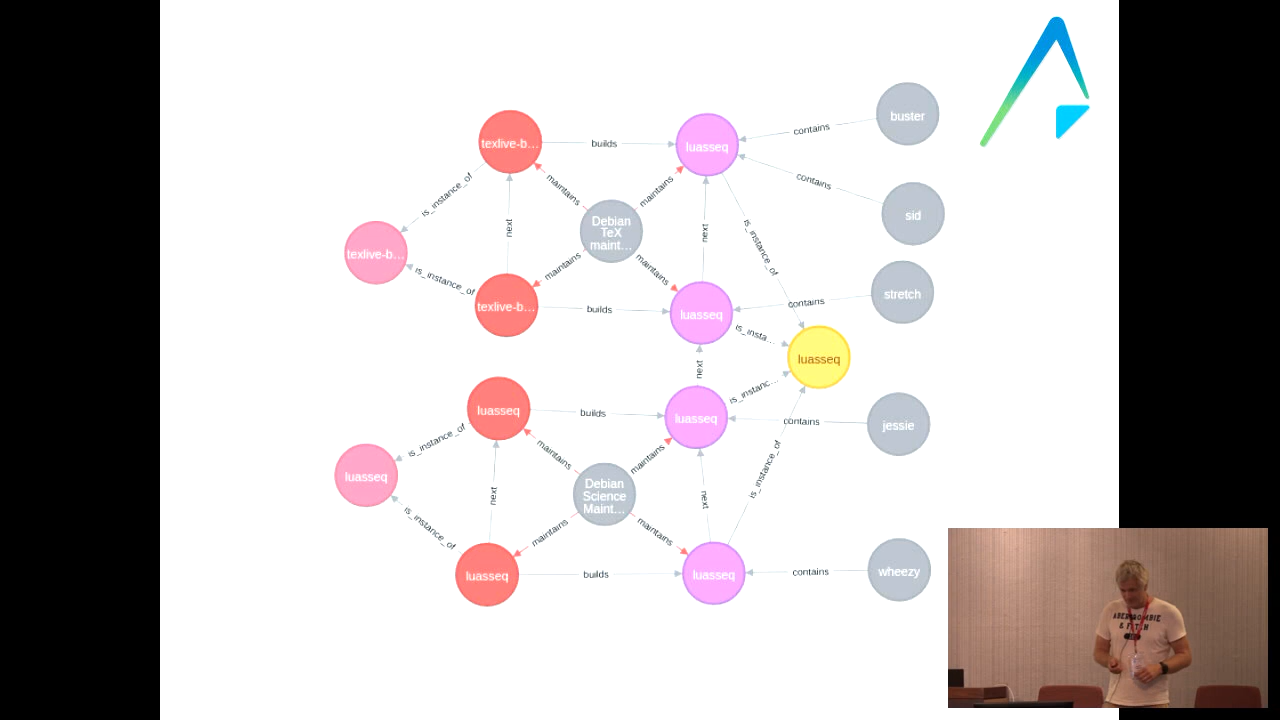 buster
contains
texlive-b...
builds
luasseq
contains
is_instance_of
maintains
maintains
sid
Debian
TeX
maint...
next
next
is_instance_of
texlive-b...
is_instance_of
maintains
maintains
stretch
contains
texlive-b...
builds
luasseq
is_insta...
luasseq
next
is_instanc...
luasseq
builds
luasseq
contains
jessie
is_instance_of
maintains
maintains
is_instance_of
luasseq
next
Debian
Science
Maint...
next
is_instance_of
maintains
maintains
luasseq
builds
luasseq
contains
wheezy
ABERCROMBIE
& FITCH